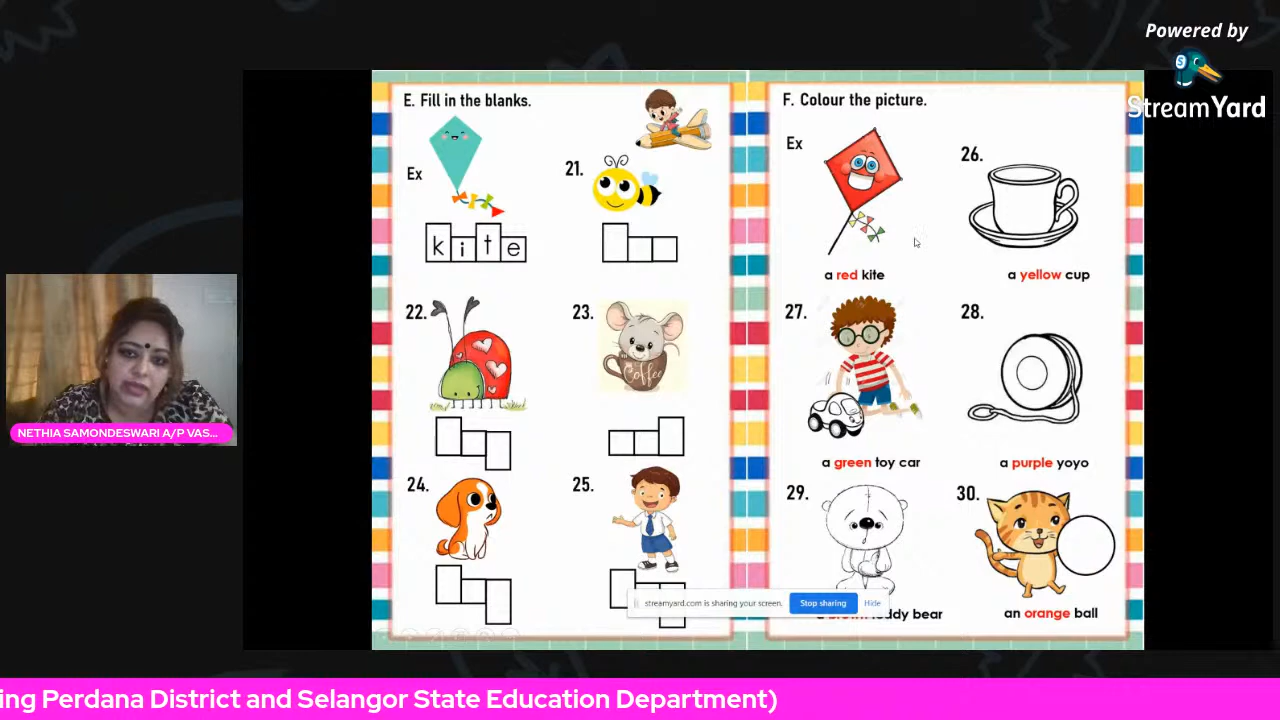 Powered by
StreamYard
E. Fill in the blanks.
Ex
k i t e
21.
22.
23.
Coffee
24.
25.
F. Colour the picture.
Ex
a red kite
26.
a yellow cup
27.
a green toy car
28.
a purple yoyo
29.
bear
30.
an orange ball
streamyard.com is sharing your screen.
Stop sharing
Hide
NETHIA SAMONDESWARI A/P VAS...
ing Perdana District and Selangor State Education Department)